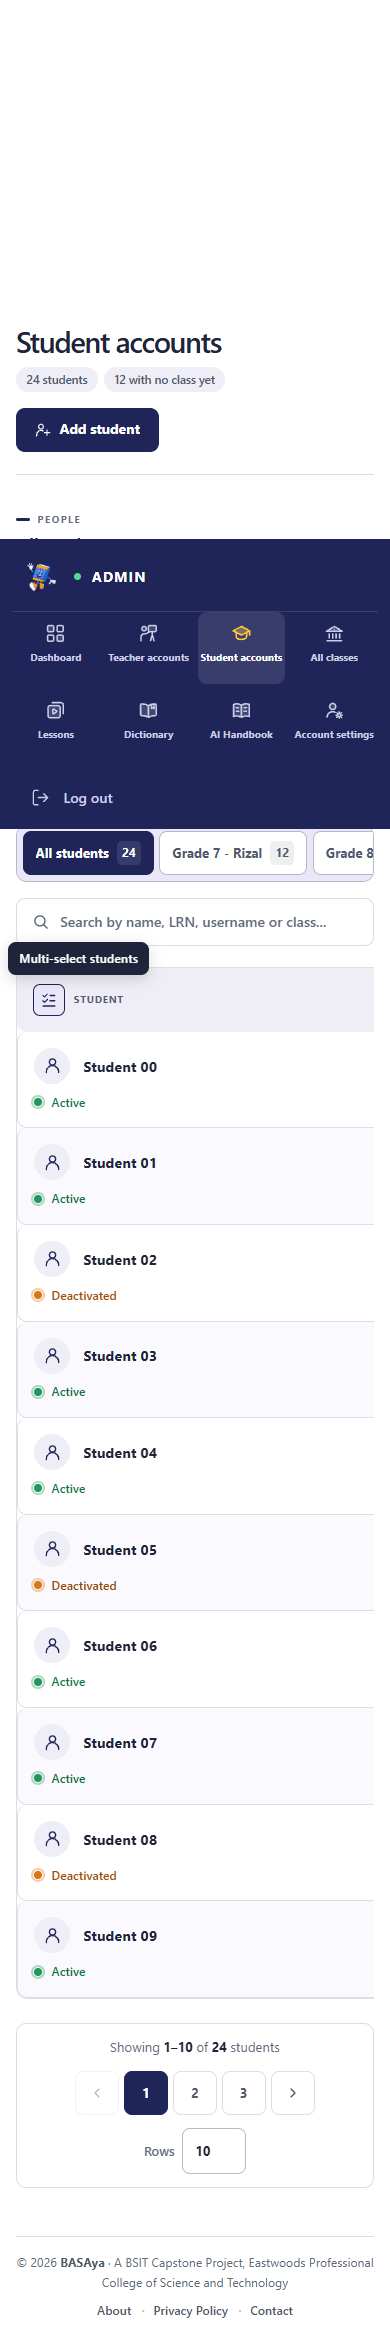 Student accounts
24 students
12 with no class yet
Add student
PEOPLE
ADMIN
Dashboard
Teacher accounts
Student accounts
All classes
Lessons
Dictionary
AI Handbook
Account settings
Log out
All students 24
Grade 7 - Rizal 12
Grade 8
Search by name, LRN, username or class...
Multi-select students
STUDENT
Student 00
Active
Student 01
Active
Student 02
Deactivated
Student 03
Active
Student 04
Active
Student 05
Deactivated
Student 06
Active
Student 07
Active
Student 08
Deactivated
Student 09
Active
Showing 1–10 of 24 students
1 2 3
Rows 10
© 2026 BASAya · A BSIT Capstone Project, Eastwoods Professional
College of Science and Technology
About · Privacy Policy · Contact